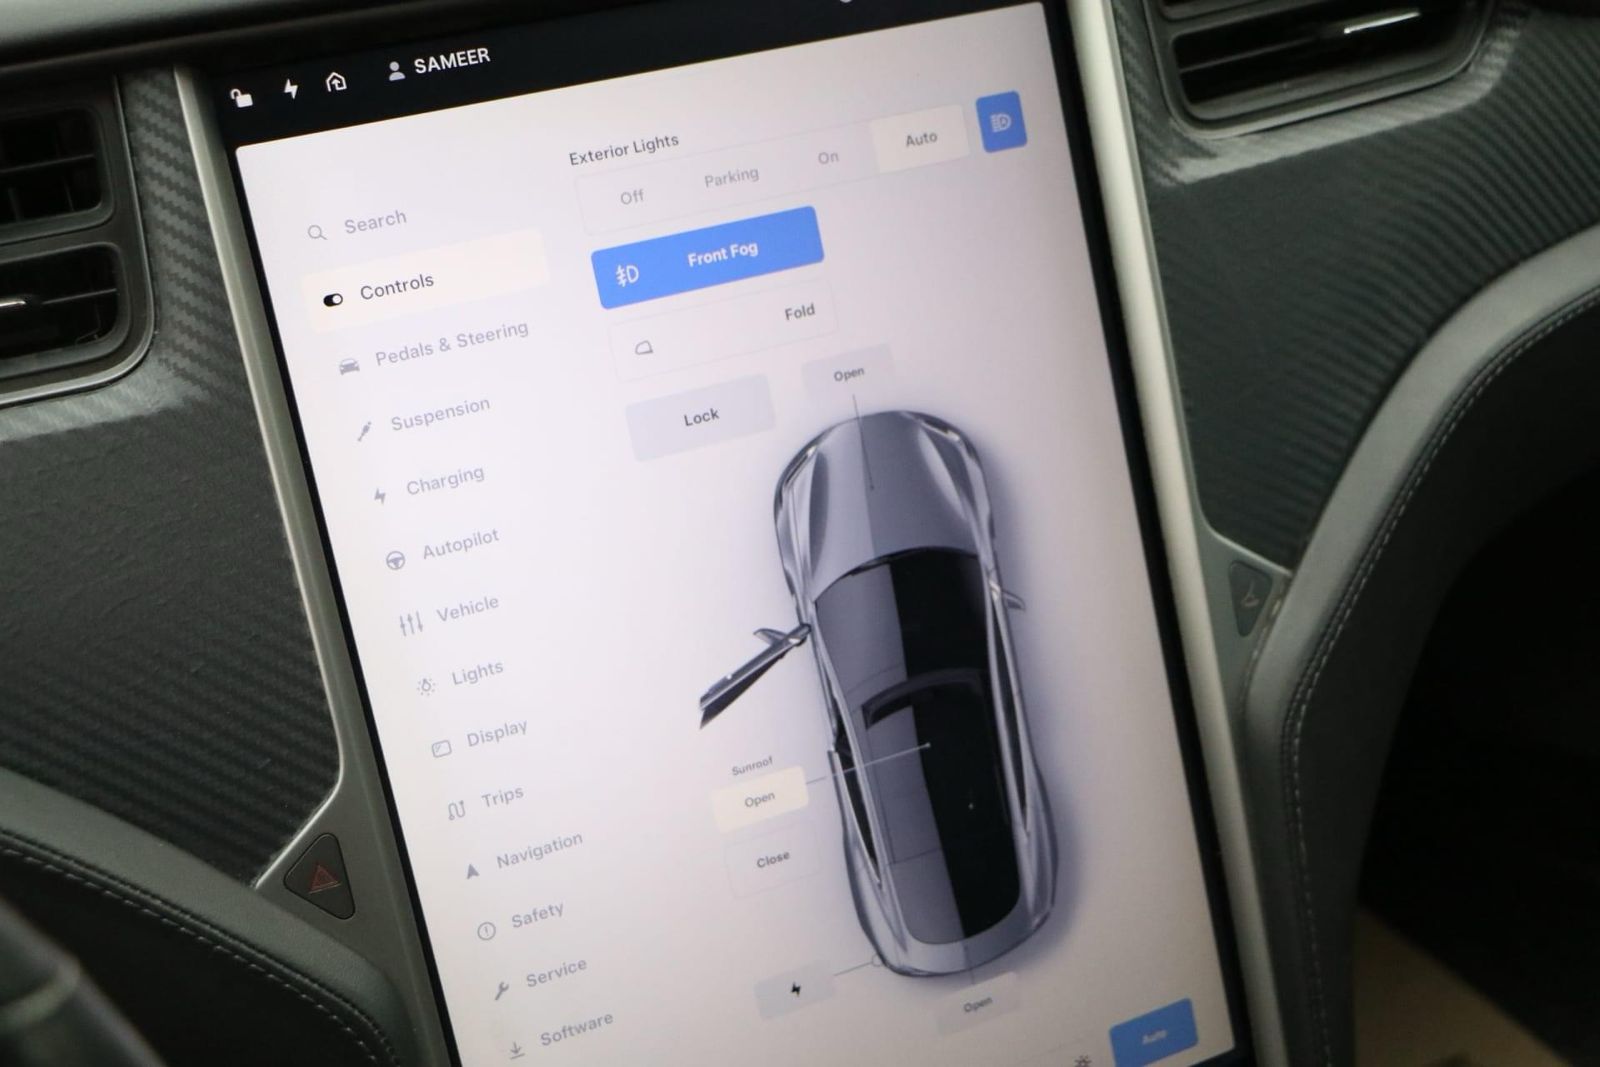 SAMEER
Exterior Lights
Off
Parking
On
Auto
Front Fog
Fold
Lock
Open
Search
Controls
Pedals & Steering
Suspension
Charging
Autopilot
Vehicle
Lights
Display
Trips
Navigation
Safety
Service
Software
Sunroof
Open
Close
Open
Auto